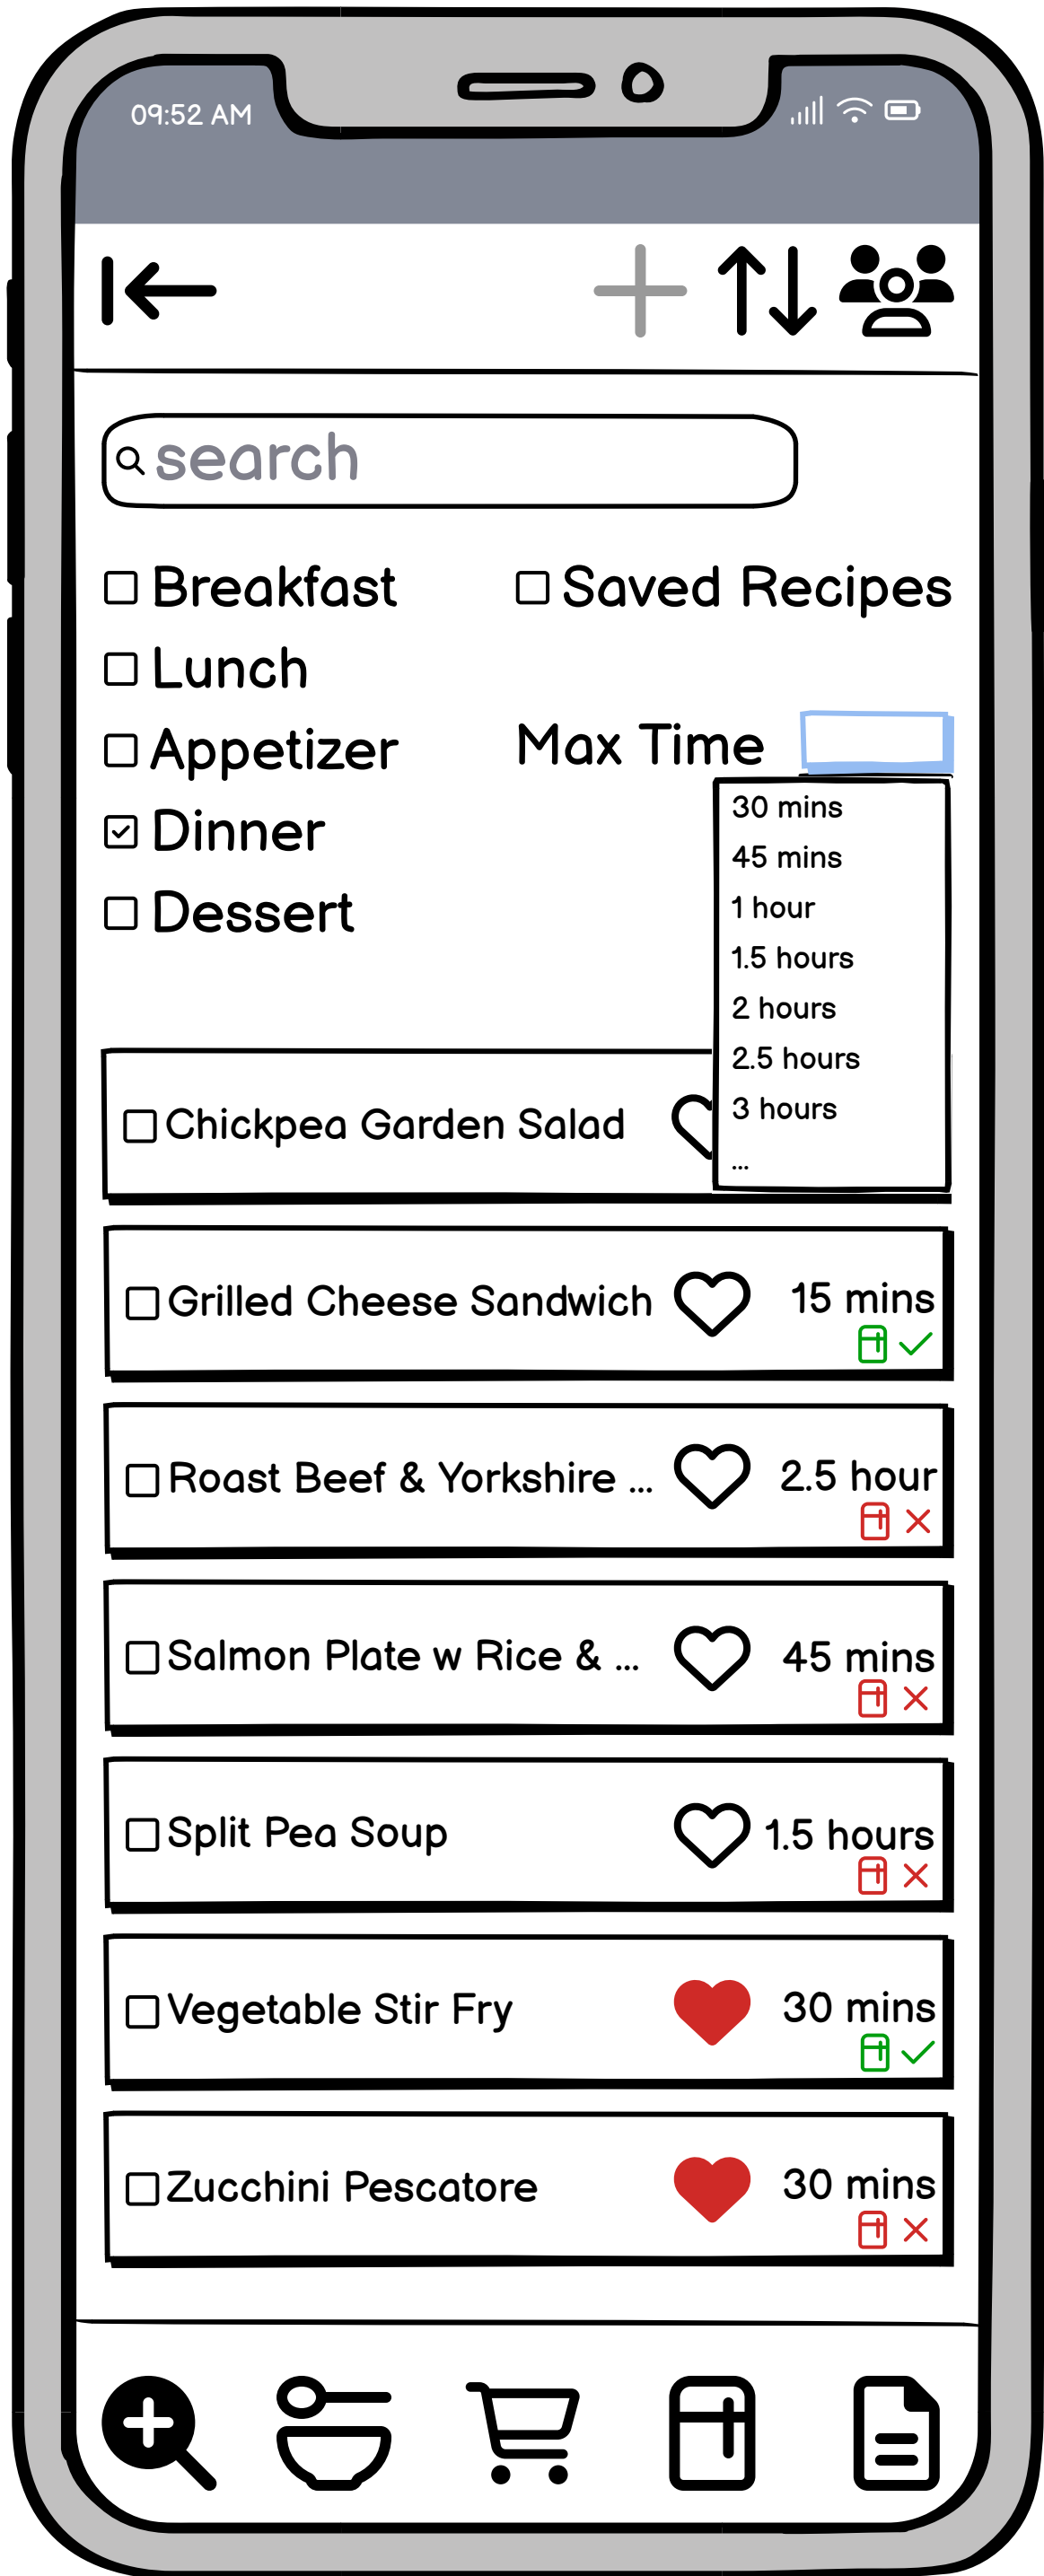 09:52 AM
search
Breakfast
Saved Recipes
Lunch
Max Time
Appetizer
Dinner
Dessert
30 mins
45 mins
1 hour
1.5 hours
2 hours
2.5 hours
3 hours
...
Chickpea Garden Salad
Grilled Cheese Sandwich
15 mins
Roast Beef & Yorkshire ...
2.5 hour
Salmon Plate w Rice & ...
45 mins
Split Pea Soup
1.5 hours
Vegetable Stir Fry
30 mins
Zucchini Pescatore
30 mins